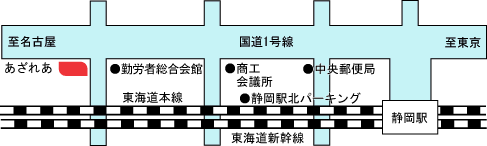 至名古屋
国道1号線
至東京
あざれあ
●勤労者総合会館
●商工
会議所
●中央郵便局
東海道本線
●静岡駅北パーキング
静岡駅
東海道新幹線